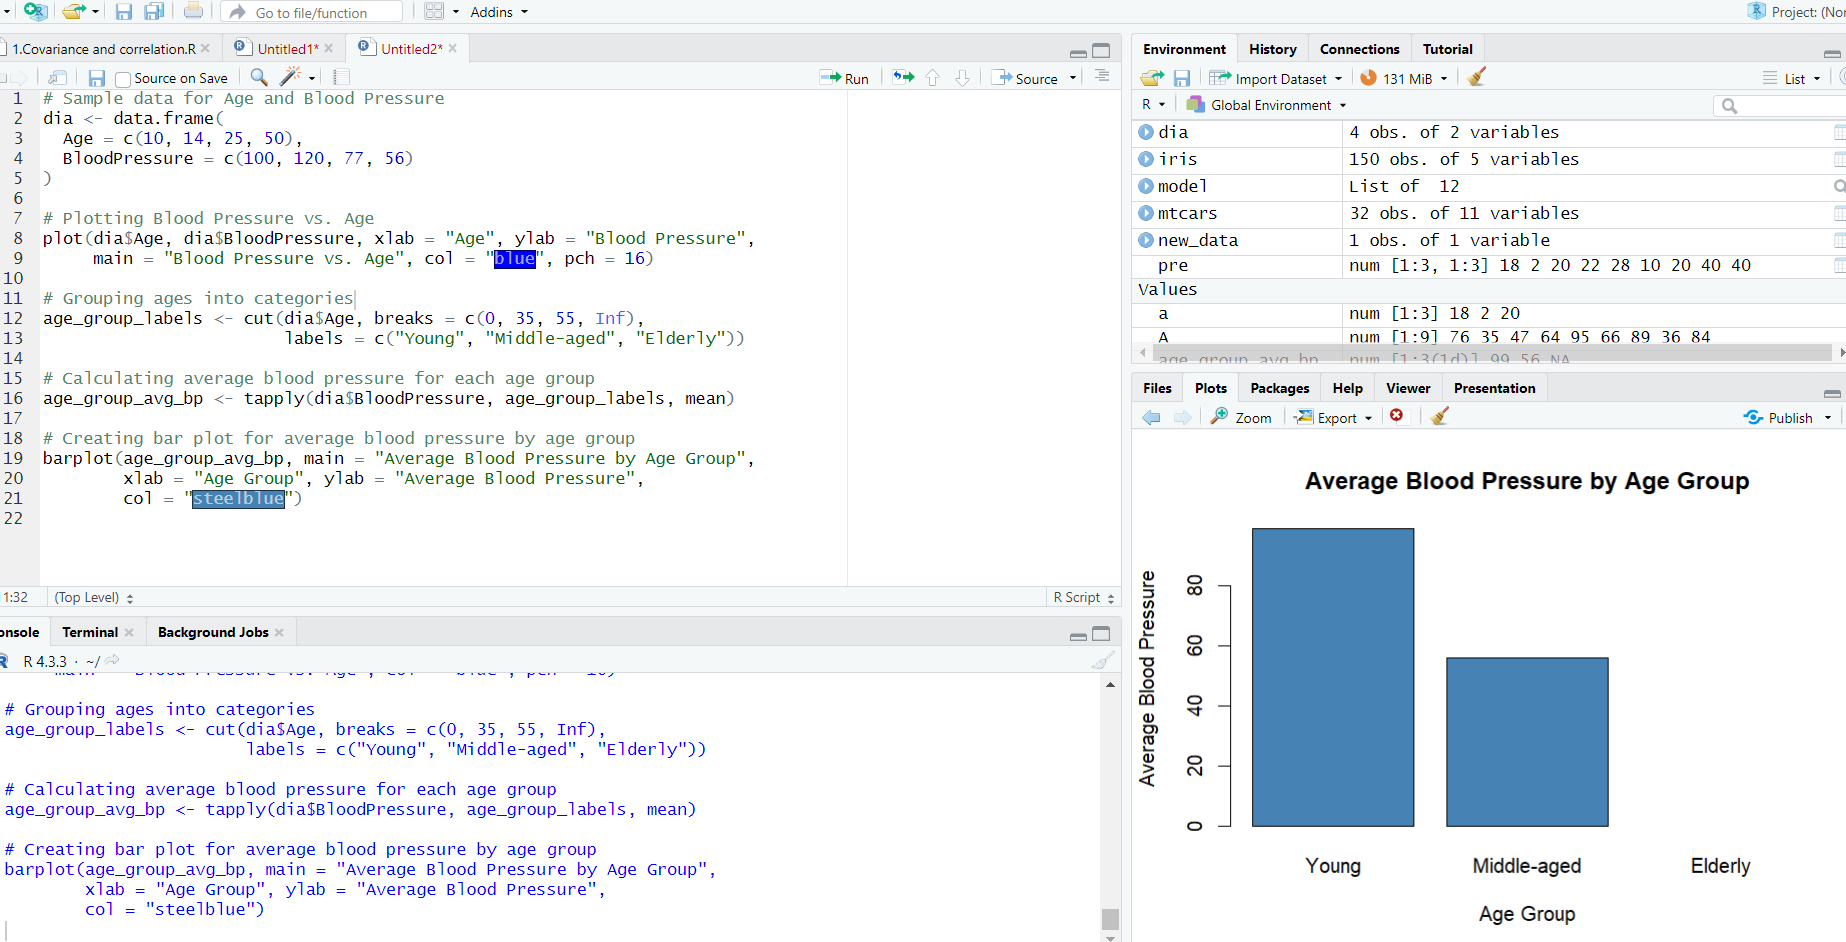 Go to file/function
Addins
Project: (Nor
1.Covariance and correlation.R
Untitled1*
Untitled2*
Source on Save
Run
Source
1 # Sample data for Age and Blood Pressure
2 dia <- data.frame(
3   Age = c(10, 14, 25, 50),
4   BloodPressure = c(100, 120, 77, 56)
5 )
6
7 # Plotting Blood Pressure vs. Age
8 plot(dia$Age, dia$BloodPressure, xlab = "Age", ylab = "Blood Pressure",
9      main = "Blood Pressure vs. Age", col = "blue", pch = 16)
10
11 # Grouping ages into categories
12 age_group_labels <- cut(dia$Age, breaks = c(0, 35, 55, Inf),
13                         labels = c("Young", "Middle-aged", "Elderly"))
14
15 # Calculating average blood pressure for each age group
16 age_group_avg_bp <- tapply(dia$BloodPressure, age_group_labels, mean)
17
18 # Creating bar plot for average blood pressure by age group
19 barplot(age_group_avg_bp, main = "Average Blood Pressure by Age Group",
20         xlab = "Age Group", ylab = "Average Blood Pressure",
21         col = "steelblue")
22
1:32 (Top Level) R Script
onsole Terminal Background Jobs
R 4.3.3 · ~/
# Grouping ages into categories
age_group_labels <- cut(dia$Age, breaks = c(0, 35, 55, Inf),
                        labels = c("Young", "Middle-aged", "Elderly"))
# Calculating average blood pressure for each age group
age_group_avg_bp <- tapply(dia$BloodPressure, age_group_labels, mean)
# Creating bar plot for average blood pressure by age group
barplot(age_group_avg_bp, main = "Average Blood Pressure by Age Group",
        xlab = "Age Group", ylab = "Average Blood Pressure",
        col = "steelblue")
Environment History Connections Tutorial
Import Dataset 131 MiB List
R Global Environment
dia 4 obs. of 2 variables
iris 150 obs. of 5 variables
model List of 12
mtcars 32 obs. of 11 variables
new_data 1 obs. of 1 variable
pre num [1:3, 1:3] 18 2 20 22 28 10 20 40 40
Values
a num [1:3] 18 2 20
A num [1:9] 76 35 47 64 95 66 89 36 84
age_group_avg_bp num [1:3(1d)] 99 56 NA
Files Plots Packages Help Viewer Presentation
Zoom Export Publish
Average Blood Pressure by Age Group
Average Blood Pressure
80
60
40
20
0
Young Middle-aged Elderly
Age Group